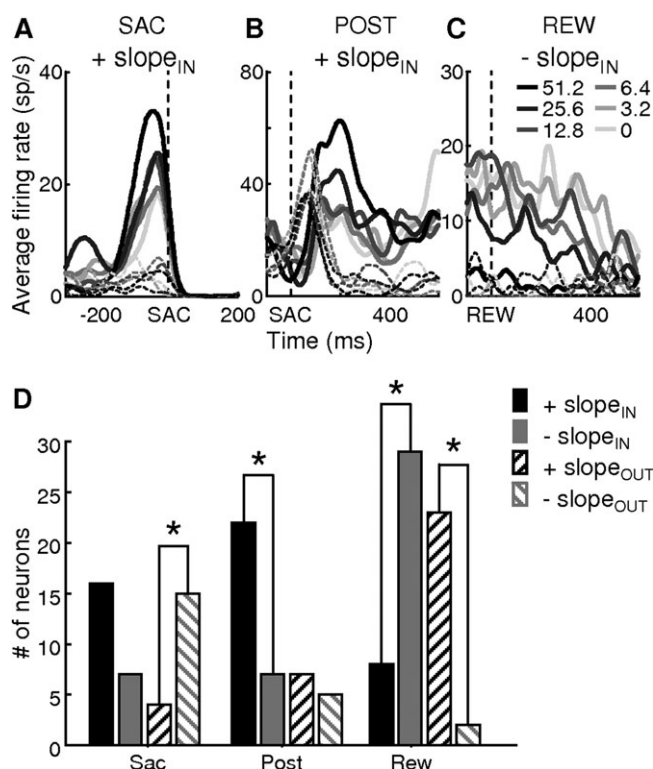 A SAC
+ slopeIN
B POST
+ slopeIN
C REW
- slopeIN
51.2 6.4
25.6 3.2
12.8 0
Average firing rate (sp/s)
40
20
0
80
40
0
30
20
10
0
-200 SAC 200
SAC 400
REW 400
Time (ms)
D
# of neurons
30
25
20
15
10
5
0
* * * *
+ slopeIN
- slopeIN
+ slopeOUT
- slopeOUT
Sac Post Rew